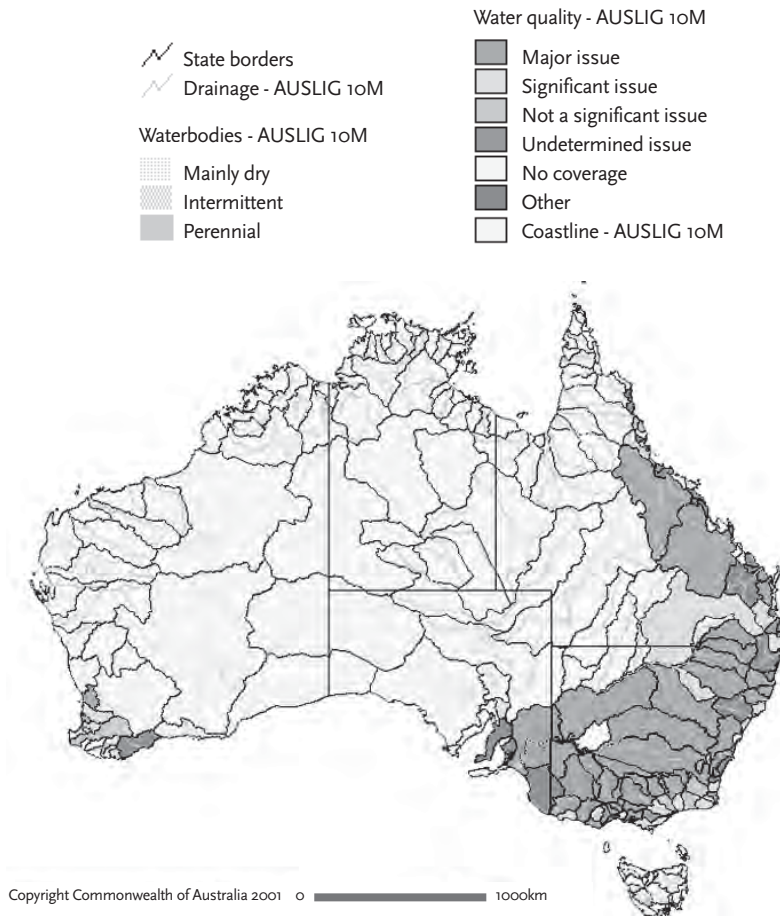 State borders
Drainage - AUSLIG 10M
Waterbodies - AUSLIG 10M
Mainly dry
Intermittent
Perennial
Water quality - AUSLIG 10M
Major issue
Significant issue
Not a significant issue
Undetermined issue
No coverage
Other
Coastline - AUSLIG 10M
Copyright Commonwealth of Australia 2001 0 1000km